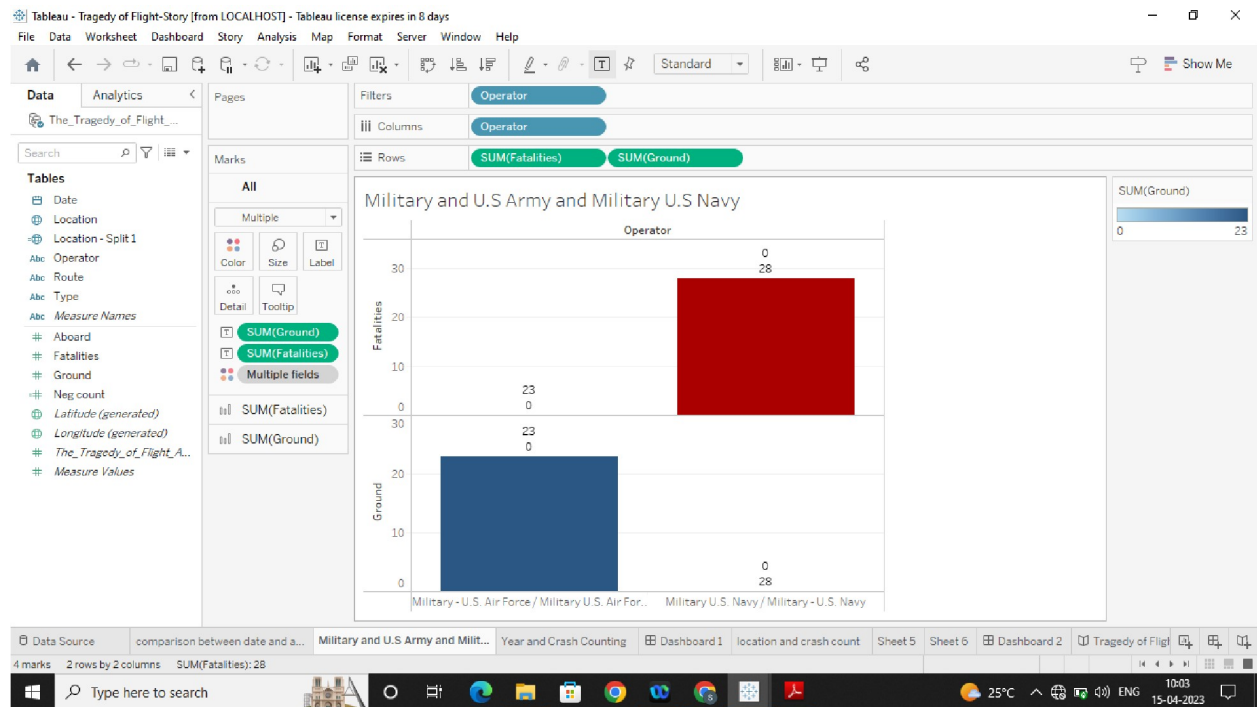 Tableau - Tragedy of Flight-Story [from LOCALHOST] - Tableau license expires in 8 days
File Data Worksheet Dashboard Story Analysis Map Format Server Window Help
Standard
Show Me
Data Analytics
The_Tragedy_of_Flight_...
Search
Tables
Date
Location
Location - Split 1
Abc Operator
Abc Route
Abc Type
Abc Measure Names
# Aboard
# Fatalities
# Ground
=# Neg count
Latitude (generated)
Longitude (generated)
# The_Tragedy_of_Flight_A...
# Measure Values
Pages
Marks
All
Multiple
Color Size Label
Detail Tooltip
SUM(Ground)
SUM(Fatalities)
Multiple fields
SUM(Fatalities)
SUM(Ground)
Filters Operator
Columns Operator
Rows SUM(Fatalities) SUM(Ground)
Military and U.S Army and Military U.S Navy
Operator
Fatalities
30
20
10
0
23
0
0
28
Ground
30
20
10
0
23
0
0
28
Military - U.S. Air Force / Military U.S. Air For.. Military U.S. Navy / Military - U.S. Navy
SUM(Ground)
0 23
Data Source comparison between date and a... Military and U.S Army and Milit... Year and Crash Counting Dashboard 1 location and crash count Sheet 5 Sheet 6 Dashboard 2 Tragedy of Fligh
4 marks 2 rows by 2 columns SUM(Fatalities): 28
Type here to search
25°C ENG
10:03
15-04-2023